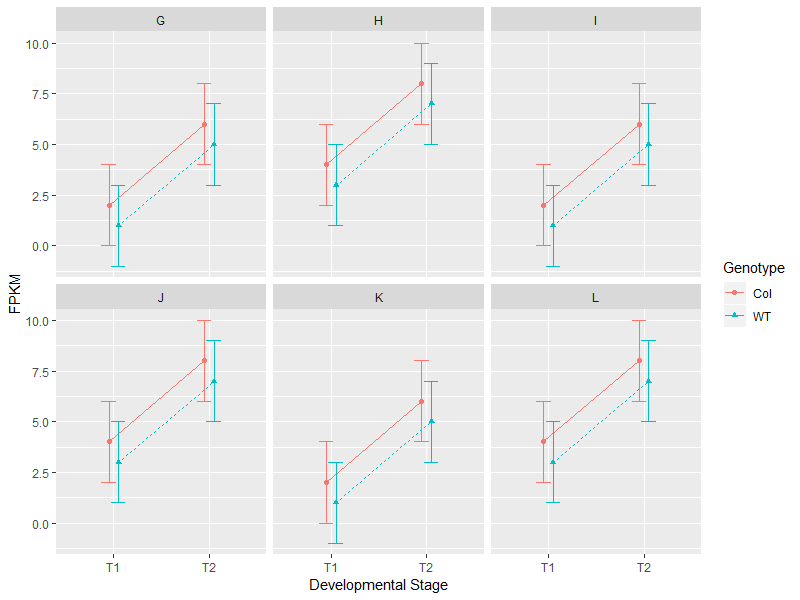 G H I
10.0
7.5
5.0
2.5
0.0
FPKM
Genotype
Col
WT
J K L
10.0
7.5
5.0
2.5
0.0
T1 T2 T1 T2 T1 T2
Developmental Stage